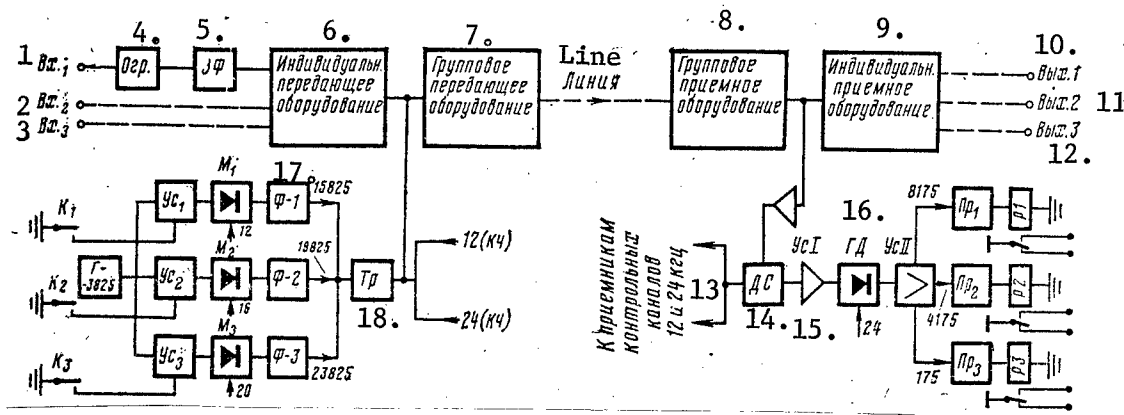 4.
5.
6.
7.
8.
9.
10.
1 Вх.1
Огр.
ЗФ
Индивидуальн.
передающее
оборудование
Групповое
передающее
оборудование
Line
Линия
Групповое
приемное
оборудование
Индивидуальн.
приемное
оборудование
Вых.1
2 Вх.2
Вых.2 11
3 Вх.3
Вых.3
12.
М1
17.
15825
К1
Ус1
Ф-1
12
М2
19825
12(кч)
К2
Г-
-3825
Ус2
Ф-2
Тр
18.
16
М3
24(кч)
К3
Ус3
Ф-3
20
23825
К приемникам
контрольных
каналов
12 и 24 кгц
13
ДС
14.
УсI
15.
16.
ГД
24
УсII
8175
Пр1
р1
4175
Пр2
р2
175
Пр3
р3